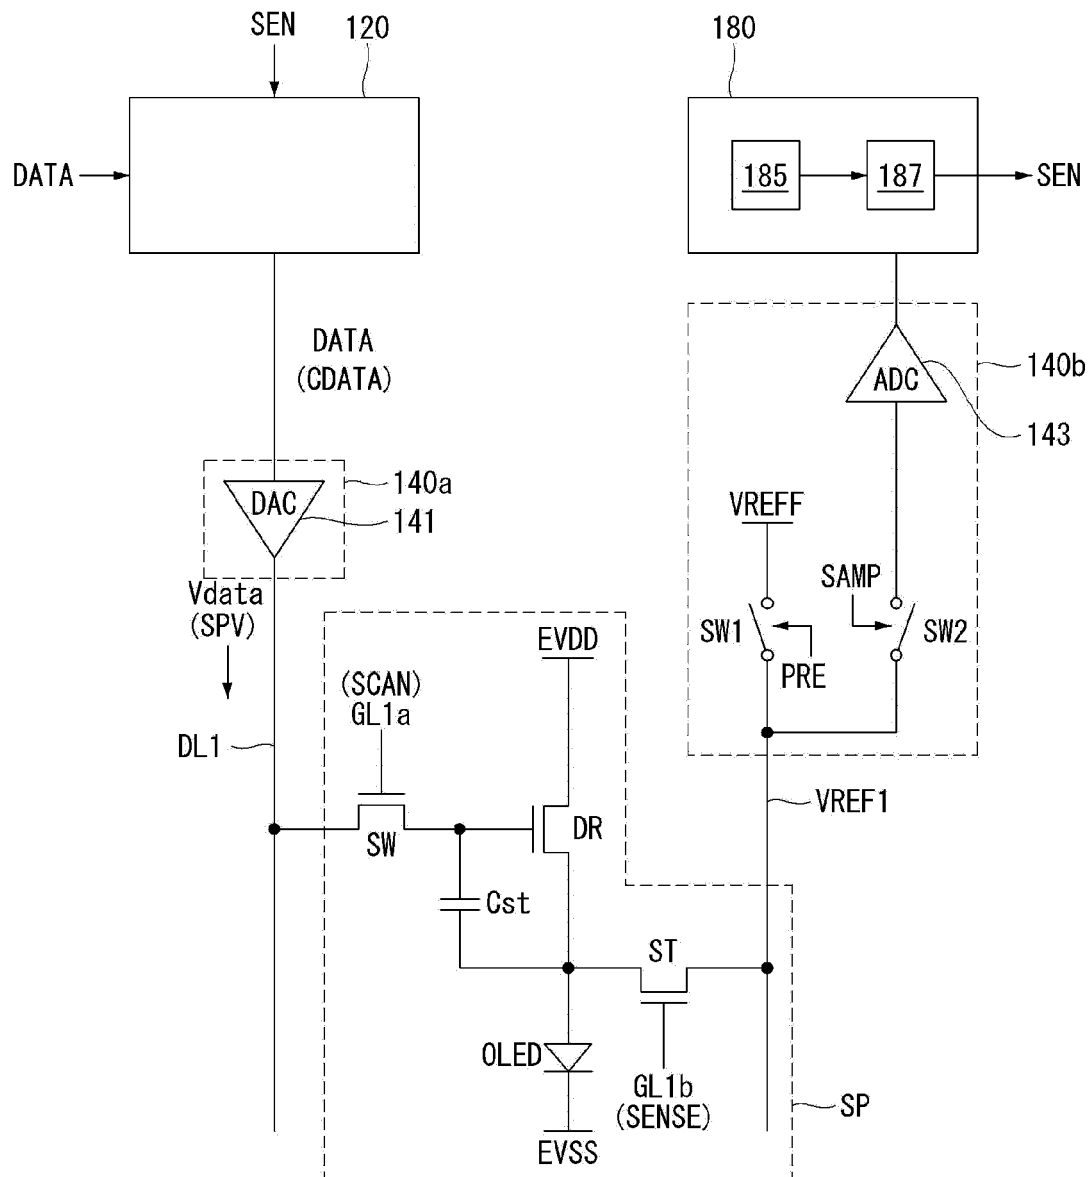 SEN
120
180
DATA
185
187
SEN
DATA
(CDATA)
140b
ADC
143
140a
DAC
141
VREFF
SAMP
Vdata
(SPV)
SW1
SW2
PRE
EVDD
(SCAN)
GL1a
DL1
VREF1
SW
DR
Cst
ST
OLED
GL1b
(SENSE)
SP
EVSS